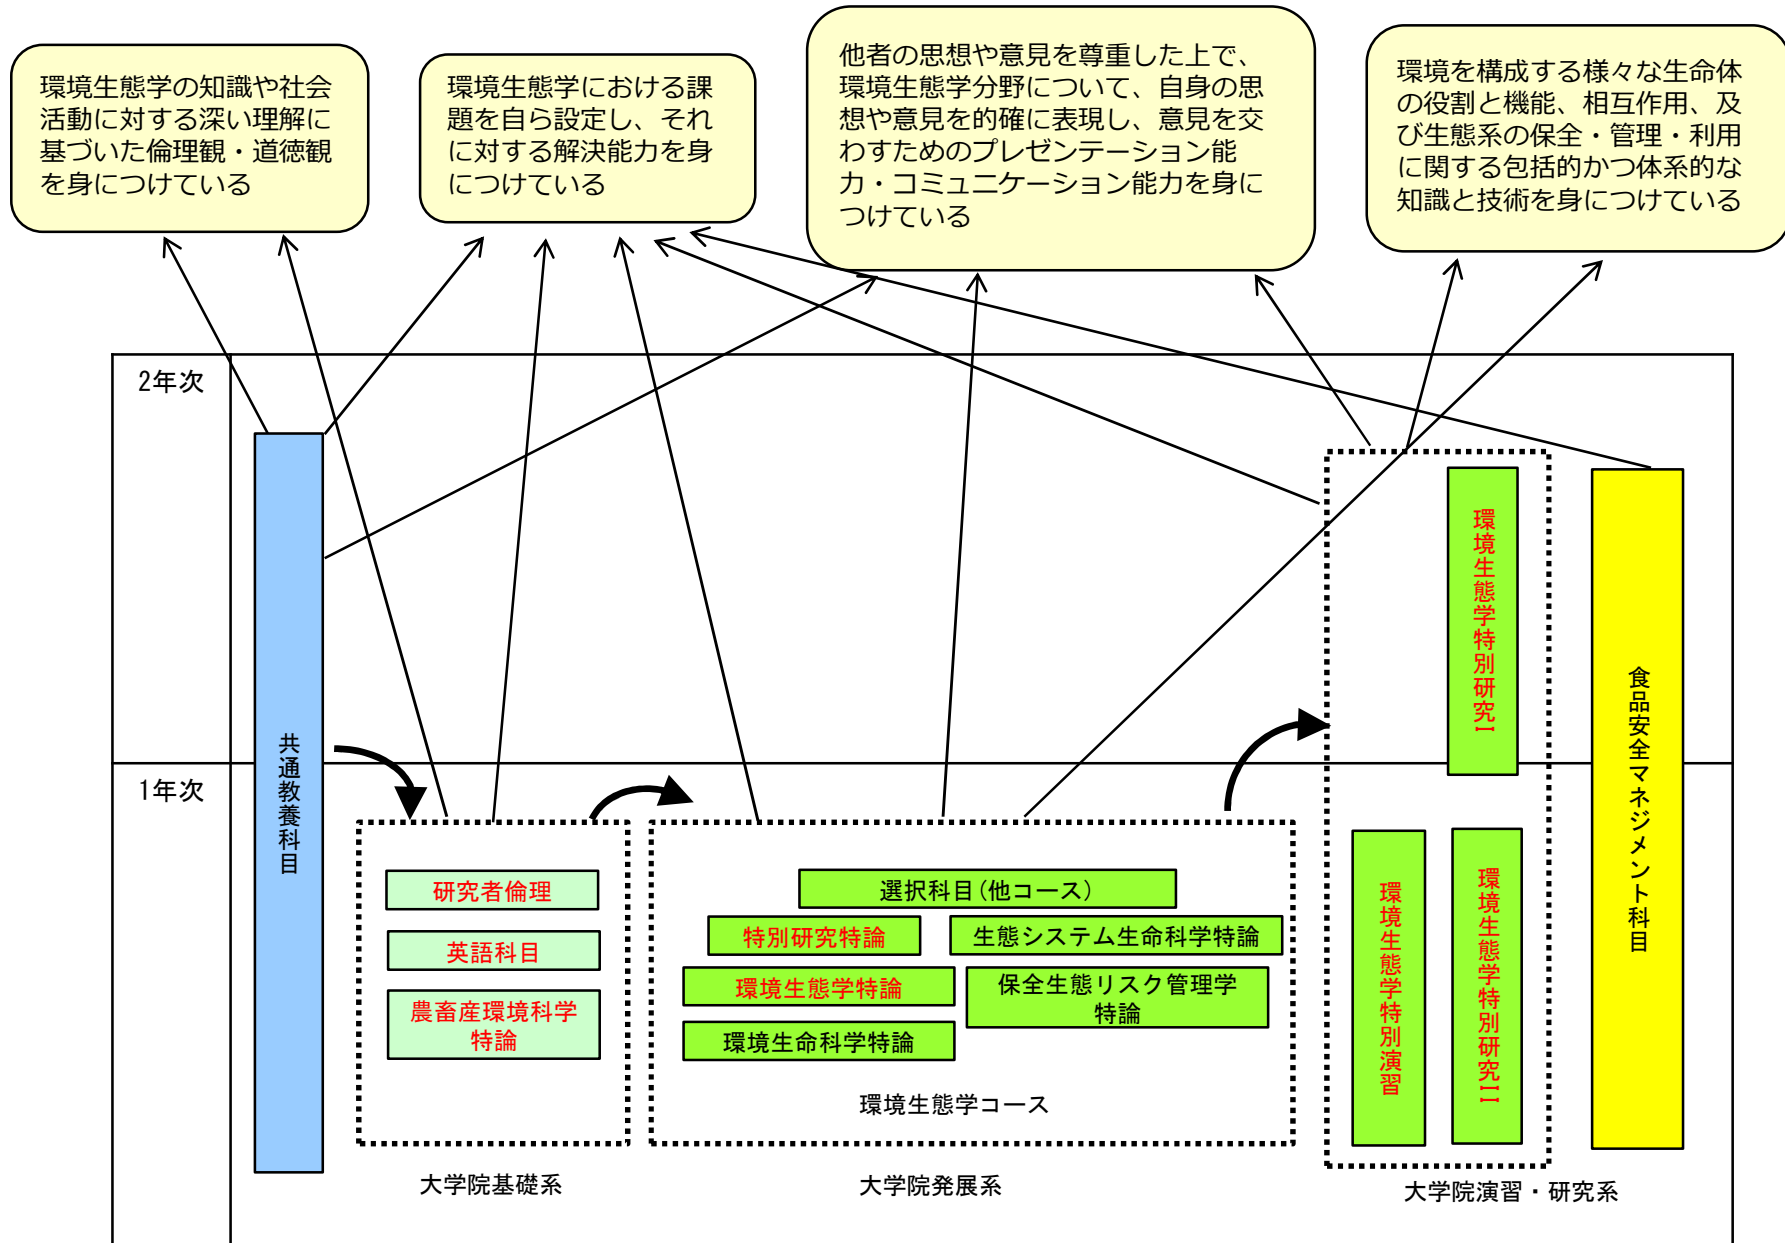 環境生態学の知識や社会
活動に対する深い理解に
基づいた倫理観・道徳観
を身につけている
環境生態学における課
題を自ら設定し、それ
に対する解決能力を身
につけている
他者の思想や意見を尊重した上で、
環境生態学分野について、自身の思
想や意見を的確に表現し、意見を交
わすためのプレゼンテーション能
力・コミュニケーション能力を身に
つけている
環境を構成する様々な生命体
の役割と機能、相互作用、及
び生態系の保全・管理・利用
に関する包括的かつ体系的な
知識と技術を身につけている
2年次
1年次
共通教養科目
研究者倫理
英語科目
農畜産環境科学
特論
大学院基礎系
選択科目(他コース)
特別研究特論
生態システム生命科学特論
環境生態学特論
保全生態リスク管理学
特論
環境生命科学特論
環境生態学コース
大学院発展系
環境生態学特別研究I
環境生態学特別演習
環境生態学特別研究II
大学院演習・研究系
食品安全マネジメント科目